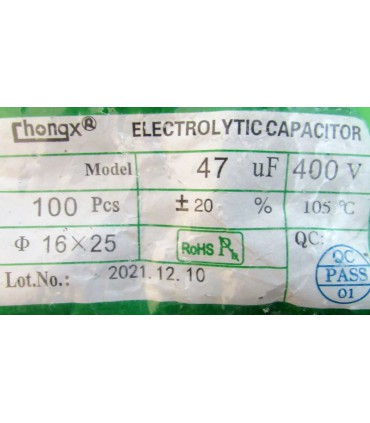 Chonqx® ELECTROLYTIC CAPACITOR
Model 47 uF 400 V
100 Pcs ±20 % 105 ℃
Φ 16×25 RoHS QC:
Lot.No.: 2021.12.10
QC
PASS
01